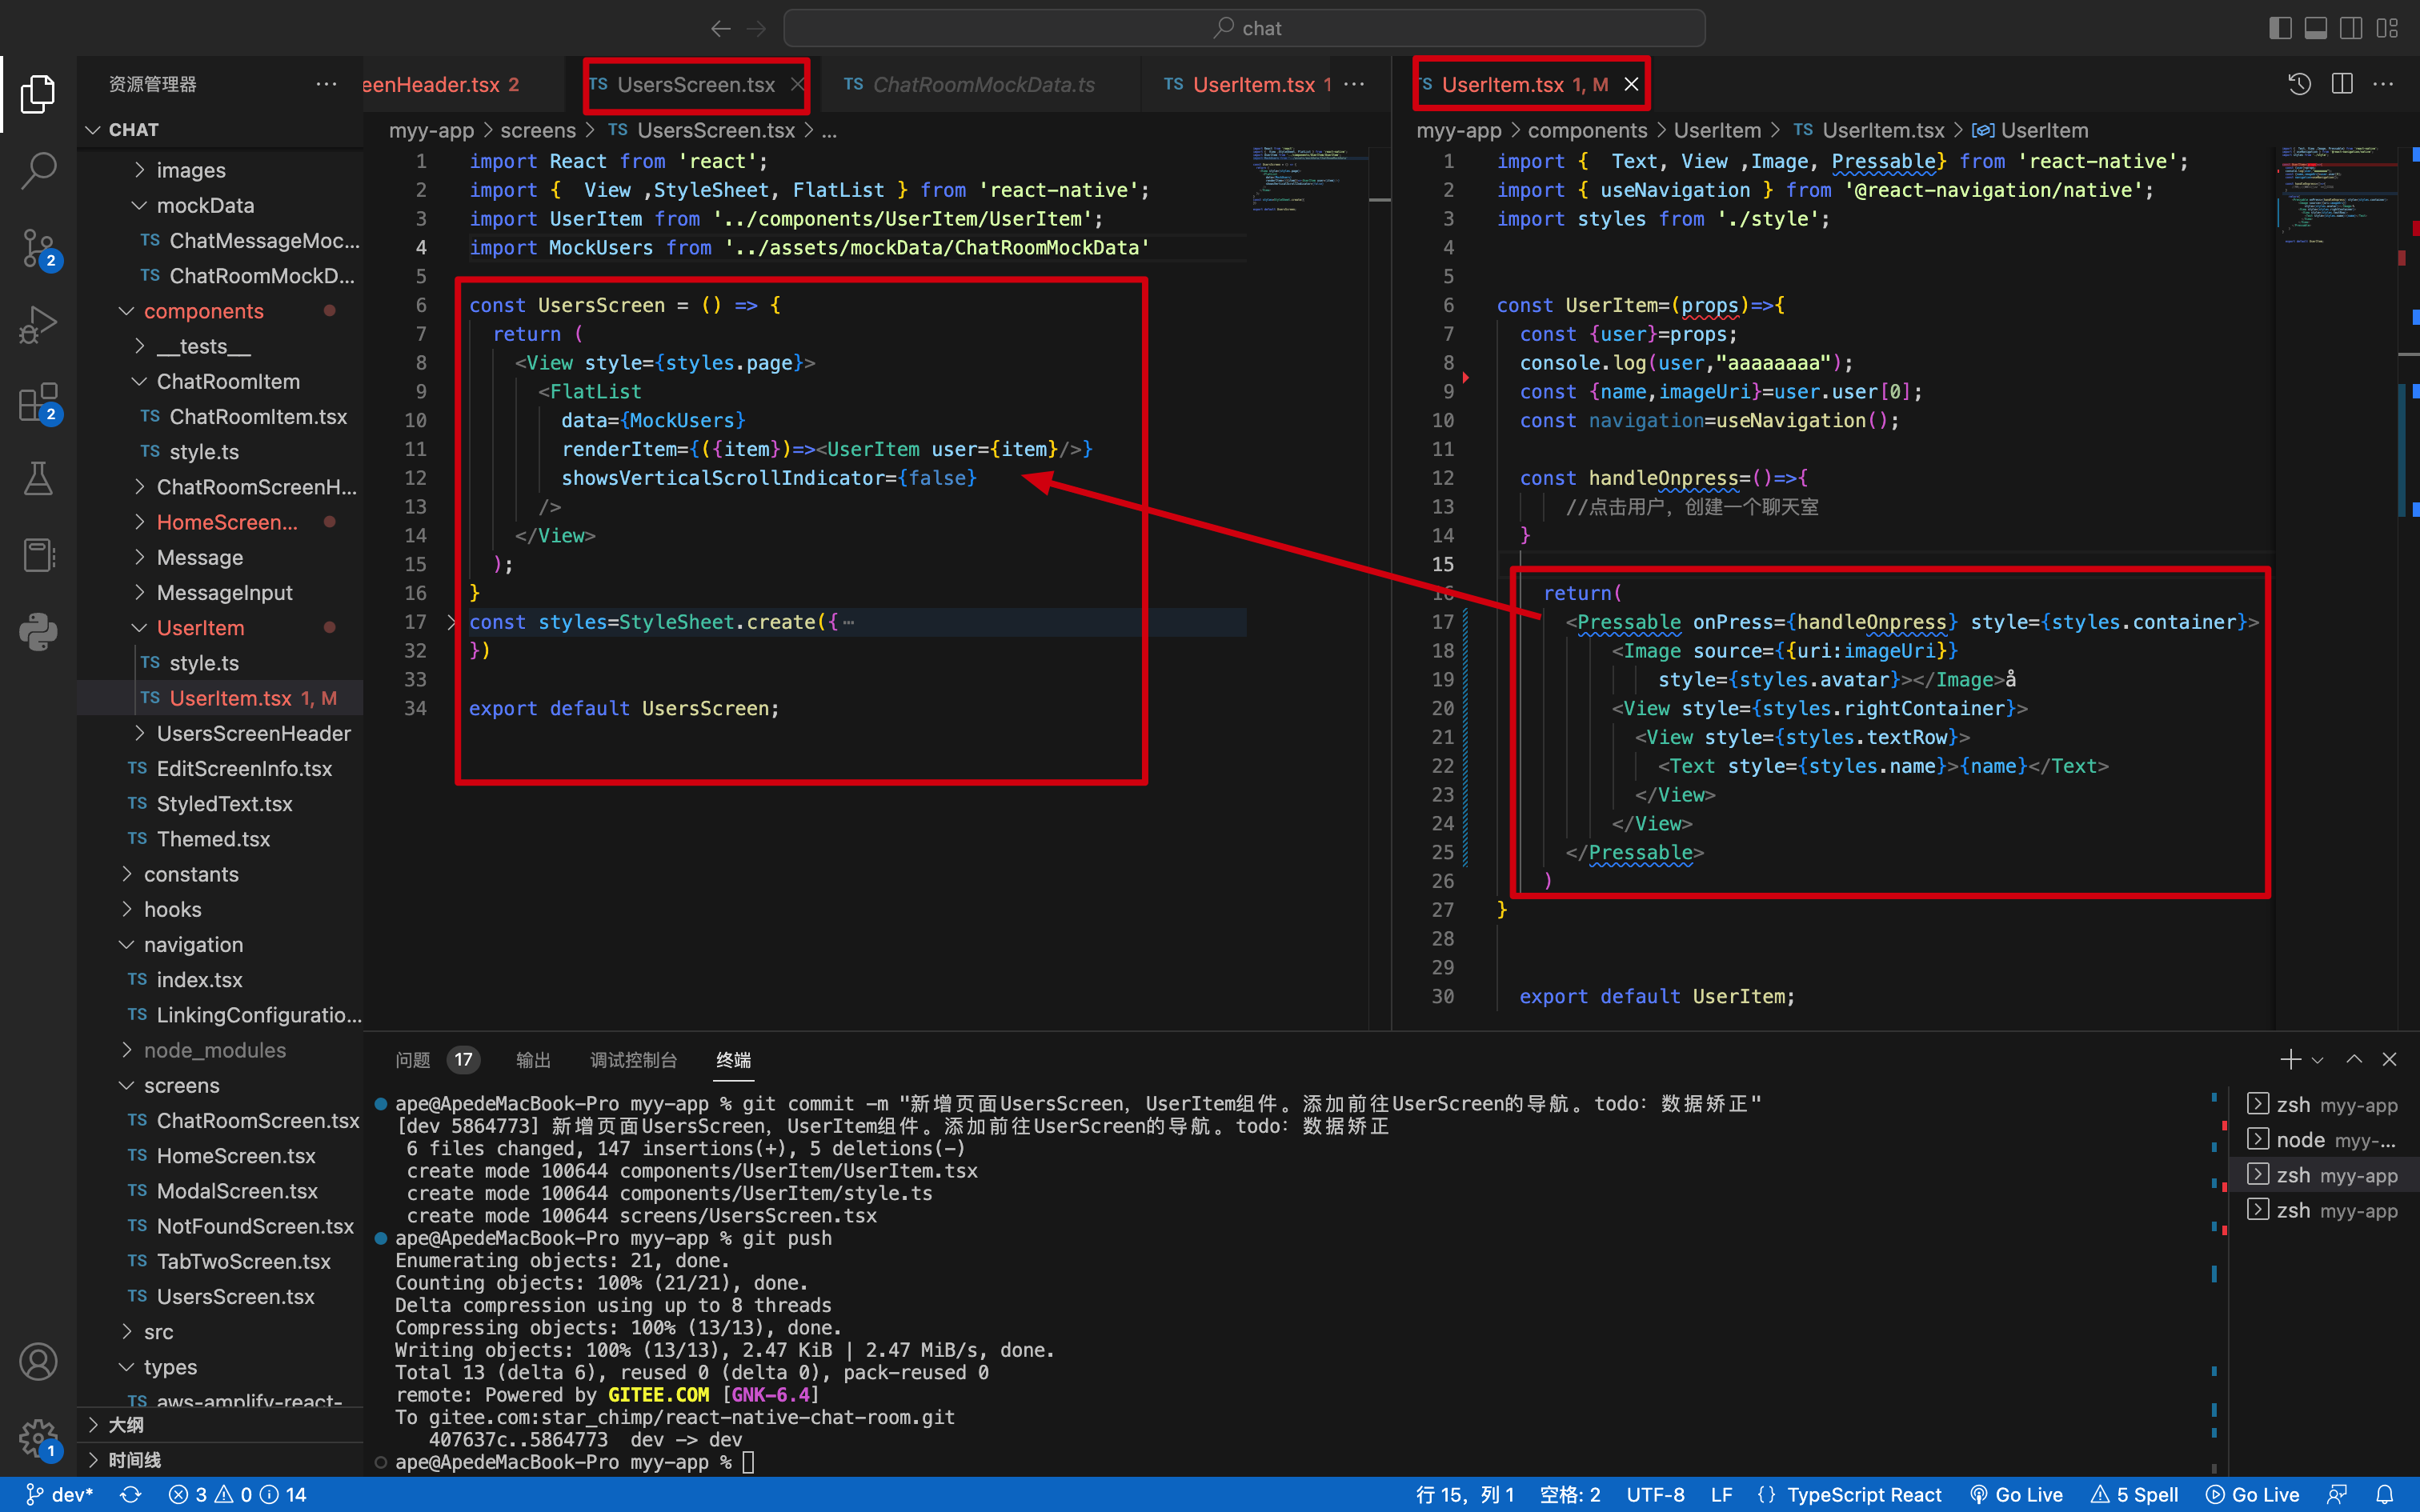 chat
资源管理器
CHAT
images
mockData
TS ChatMessageMoc...
TS ChatRoomMockD...
components
__tests__
ChatRoomItem
TS ChatRoomItem.tsx
TS style.ts
ChatRoomScreenH...
HomeScreen...
Message
MessageInput
UserItem
TS style.ts
TS UserItem.tsx 1, M
UsersScreenHeader
TS EditScreenInfo.tsx
TS StyledText.tsx
TS Themed.tsx
constants
hooks
navigation
TS index.tsx
TS LinkingConfiguratio...
node_modules
screens
TS ChatRoomScreen.tsx
TS HomeScreen.tsx
TS ModalScreen.tsx
TS NotFoundScreen.tsx
TS TabTwoScreen.tsx
TS UsersScreen.tsx
src
types
TS aws-amplify-react-
大纲
时间线
2
2
1
eenHeader.tsx 2
TS UsersScreen.tsx
TS ChatRoomMockData.ts
TS UserItem.tsx 1 ...
myy-app > screens > TS UsersScreen.tsx > ...
1 import React from 'react';
2 import {  View ,StyleSheet, FlatList } from 'react-native';
3 import UserItem from '../components/UserItem/UserItem';
4 import MockUsers from '../assets/mockData/ChatRoomMockData'
5
6 const UsersScreen = () => {
7 return (
8 <View style={styles.page}>
9 <FlatList
10 data={MockUsers}
11 renderItem={({item})=><UserItem user={item}/>}
12 showsVerticalScrollIndicator={false}
13 />
14 </View>
15 );
16 }
17 const styles=StyleSheet.create({ ...
32 })
33
34 export default UsersScreen;
TS UserItem.tsx 1, M
myy-app > components > UserItem > TS UserItem.tsx > UserItem
1 import {  Text, View ,Image, Pressable} from 'react-native';
2 import { useNavigation } from '@react-navigation/native';
3 import styles from './style';
4
5
6 const UserItem=(props)=>{
7 const {user}=props;
8 console.log(user,"aaaaaaaa");
9 const {name,imageUri}=user.user[0];
10 const navigation=useNavigation();
11
12 const handleOnpress=()=>{
13 //点击用户，创建一个聊天室
14 }
15
16 return(
17 <Pressable onPress={handleOnpress} style={styles.container}>
18 <Image source={{uri:imageUri}}
19 style={styles.avatar}></Image>å
20 <View style={styles.rightContainer}>
21 <View style={styles.textRow}>
22 <Text style={styles.name}>{name}</Text>
23 </View>
24 </View>
25 </Pressable>
26 )
27 }
28
29
30 export default UserItem;
问题 17 输出 调试控制台 终端
ape@ApedeMacBook-Pro myy-app % git commit -m "新增页面UsersScreen，UserItem组件。添加前往UserScreen的导航。todo：数据矫正"
[dev 5864773] 新增页面UsersScreen，UserItem组件。添加前往UserScreen的导航。todo：数据矫正
6 files changed, 147 insertions(+), 5 deletions(-)
create mode 100644 components/UserItem/UserItem.tsx
create mode 100644 components/UserItem/style.ts
create mode 100644 screens/UsersScreen.tsx
ape@ApedeMacBook-Pro myy-app % git push
Enumerating objects: 21, done.
Counting objects: 100% (21/21), done.
Delta compression using up to 8 threads
Compressing objects: 100% (13/13), done.
Writing objects: 100% (13/13), 2.47 KiB | 2.47 MiB/s, done.
Total 13 (delta 6), reused 0 (delta 0), pack-reused 0
remote: Powered by GITEE.COM [GNK-6.4]
To gitee.com:star_chimp/react-native-chat-room.git
407637c..5864773  dev -> dev
ape@ApedeMacBook-Pro myy-app %
zsh myy-app
node myy-...
zsh myy-app
zsh myy-app
dev* 3 0 14
行 15，列 1 空格: 2 UTF-8 LF {} TypeScript React Go Live 5 Spell Go Live